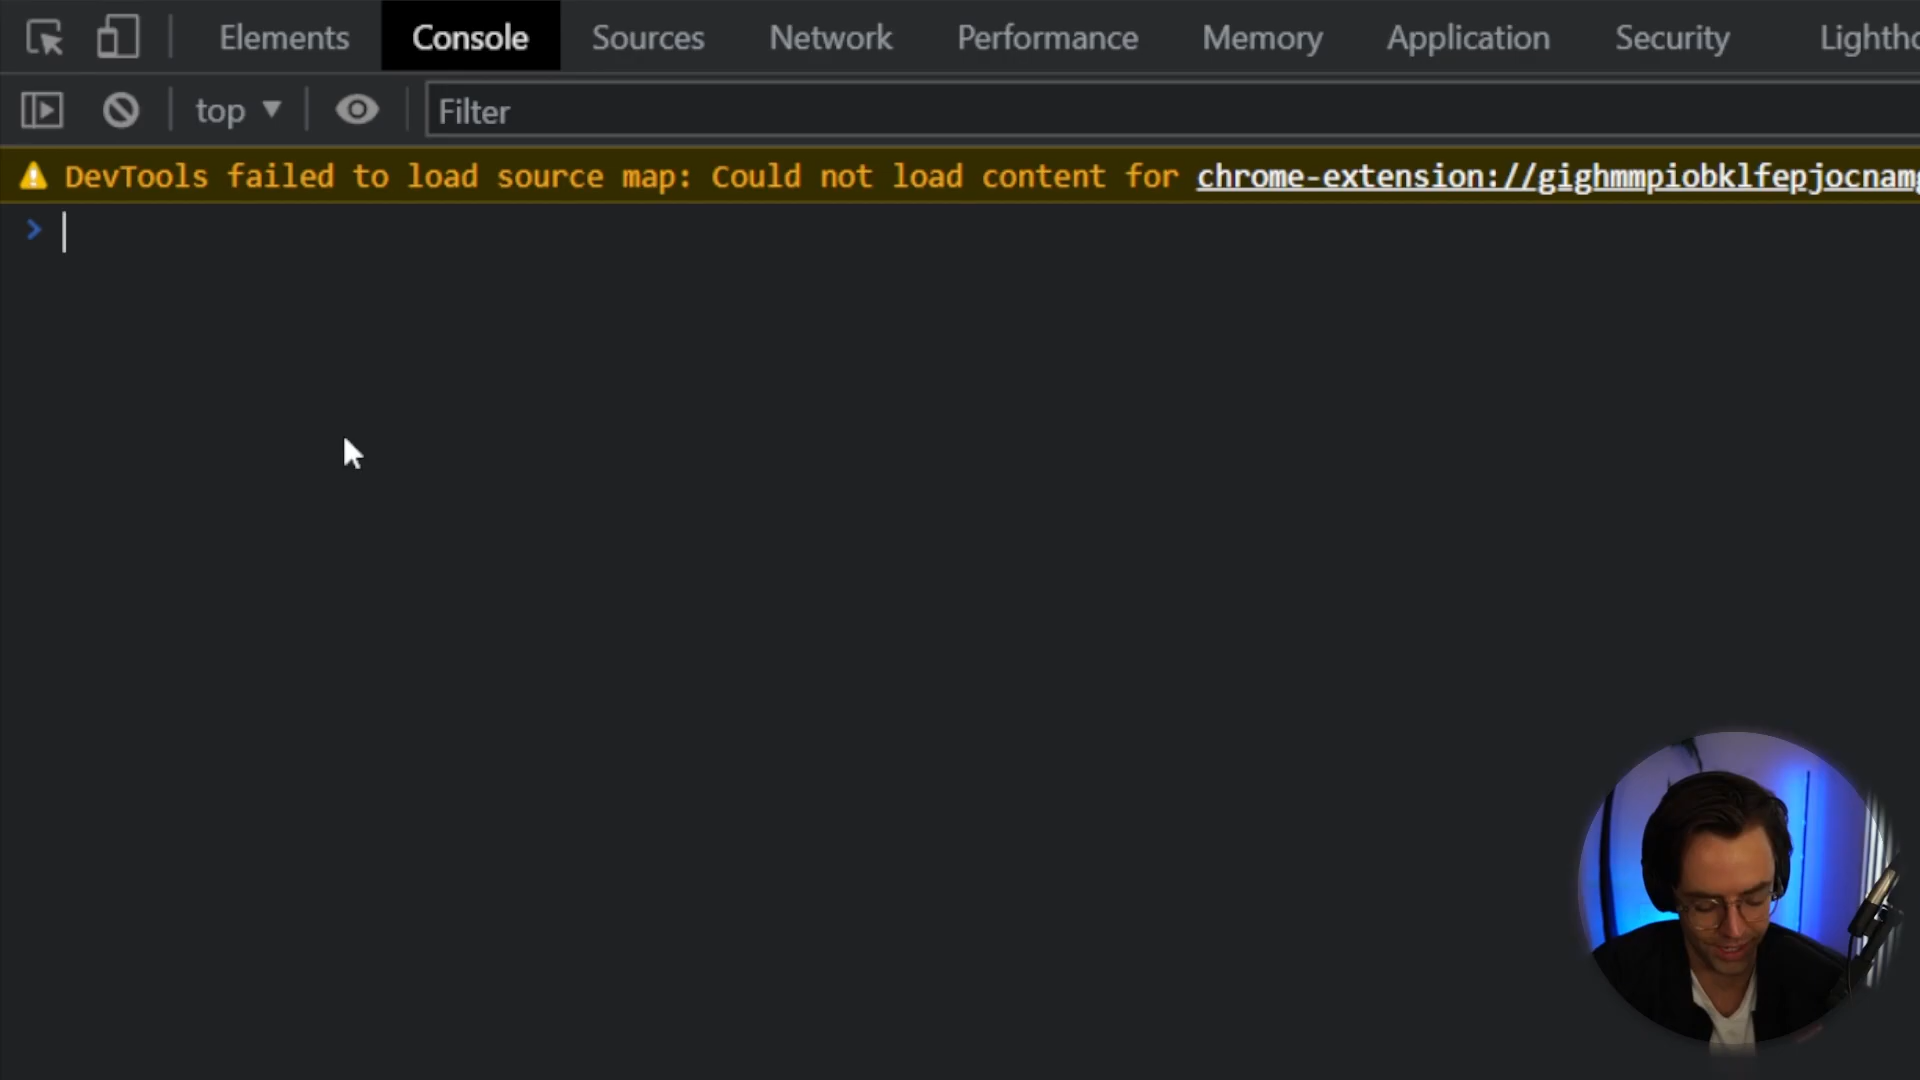 Elements Console Sources Network Performance Memory Application Security
top Filter
DevTools failed to load source map: Could not load content for chrome-extension://gighmmpiobklfepjocnamg